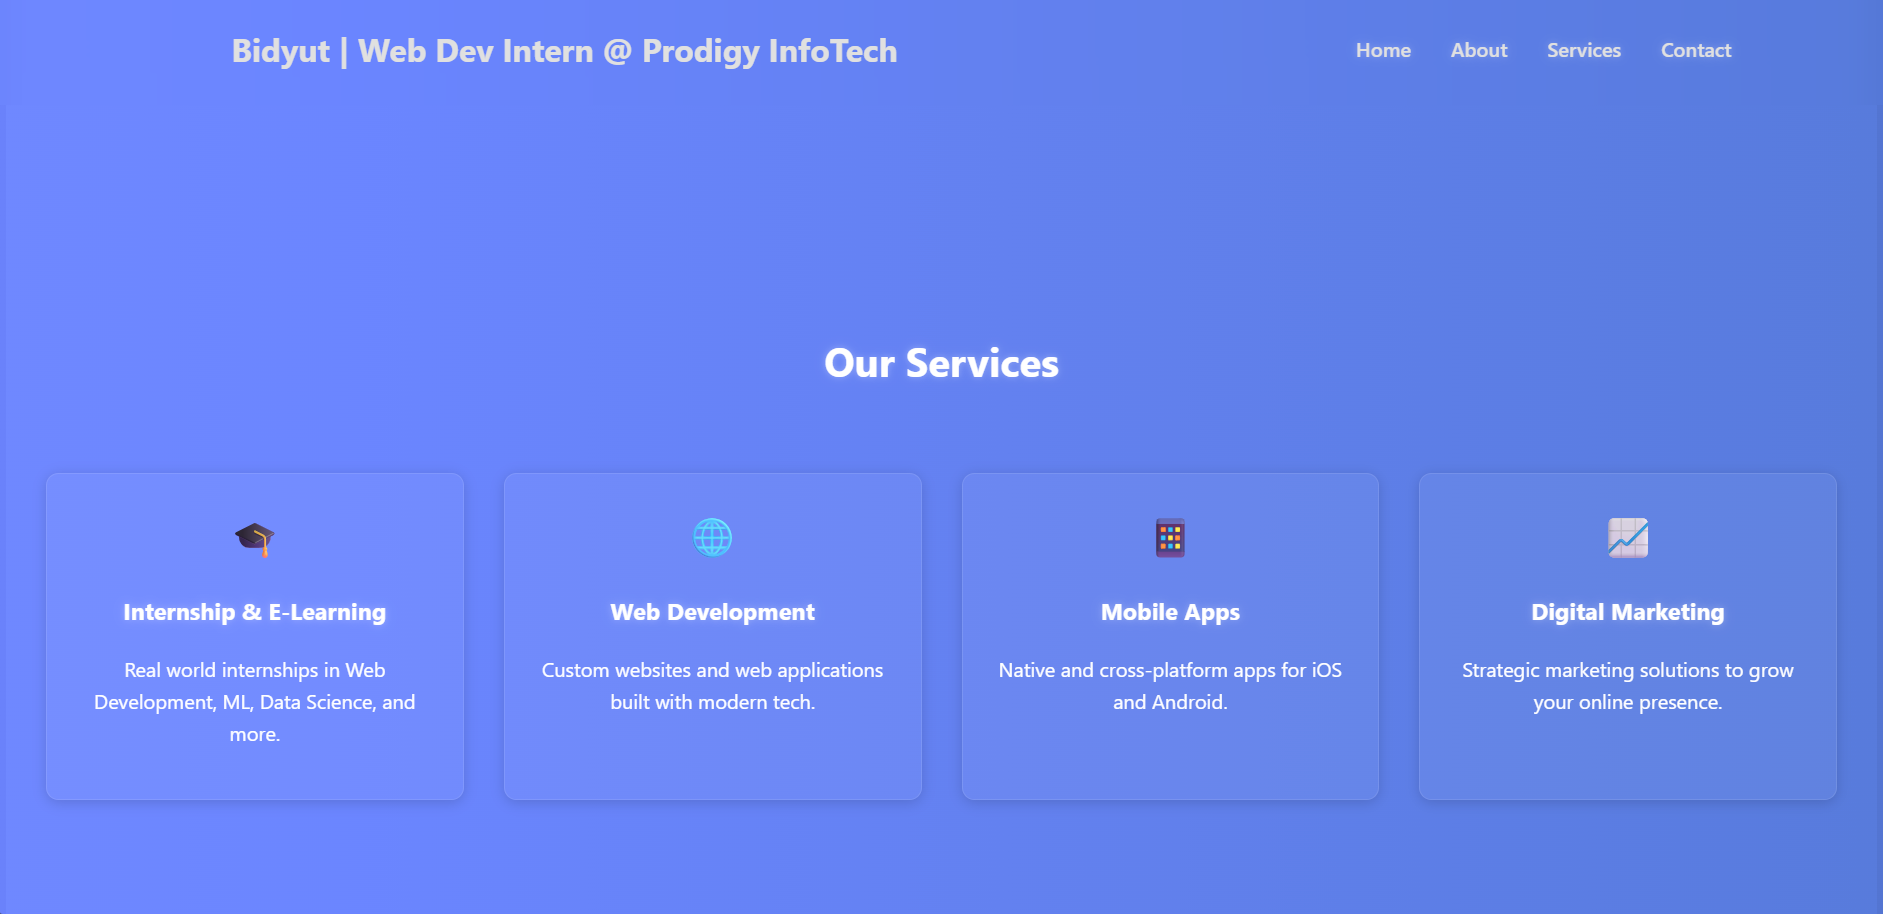 Bidyut | Web Dev Intern @ Prodigy InfoTech
Home
About
Services
Contact
Our Services
Internship & E-Learning
Real world internships in Web
Development, ML, Data Science, and
more.
Web Development
Custom websites and web applications
built with modern tech.
Mobile Apps
Native and cross-platform apps for iOS
and Android.
Digital Marketing
Strategic marketing solutions to grow
your online presence.